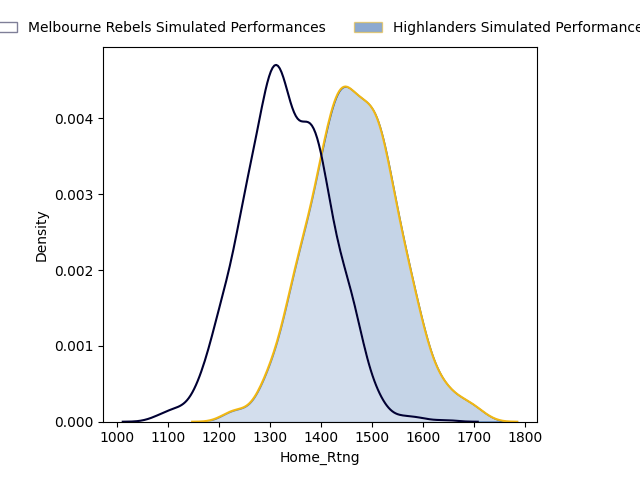 Melbourne Rebels Simulated Performances
Highlanders Simulated Performance
0.004
0.003
0.002
0.001
0.000
Density
1000 1100 1200 1300 1400 1500 1600 1700 1800
Home_Rtng